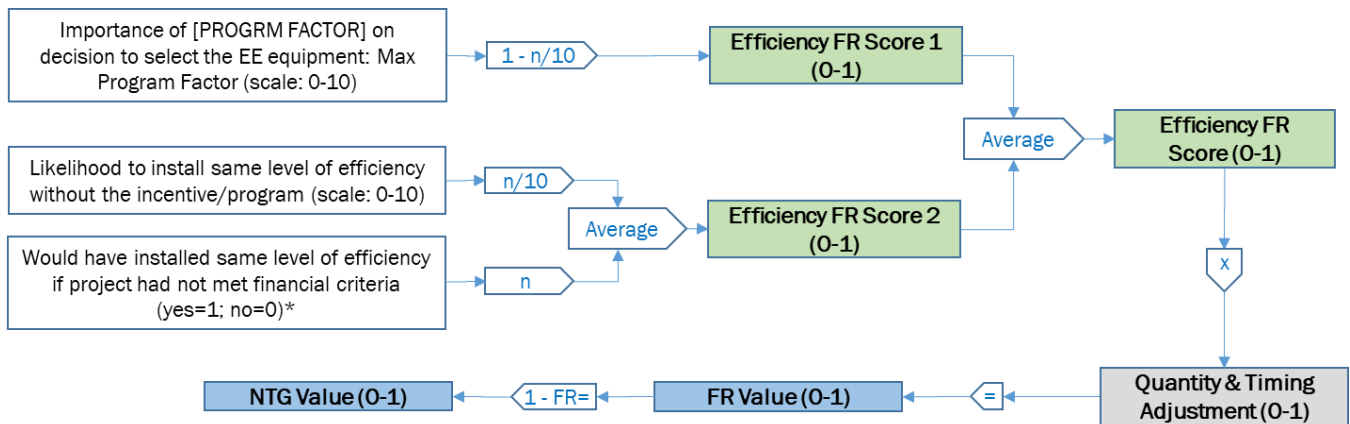 Importance of [PROGRM FACTOR] on
decision to select the EE equipment: Max
Program Factor (scale: 0-10)
1 - n/10
Efficiency FR Score 1
(0-1)
Likelihood to install same level of efficiency
without the incentive/program (scale: 0-10)
n/10
Would have installed same level of efficiency
if project had not met financial criteria
(yes=1; no=0)*
n
Average
Efficiency FR Score 2
(0-1)
Average
Efficiency FR
Score (0-1)
x
Quantity & Timing
Adjustment (0-1)
=
FR Value (0-1)
1 - FR=
NTG Value (0-1)